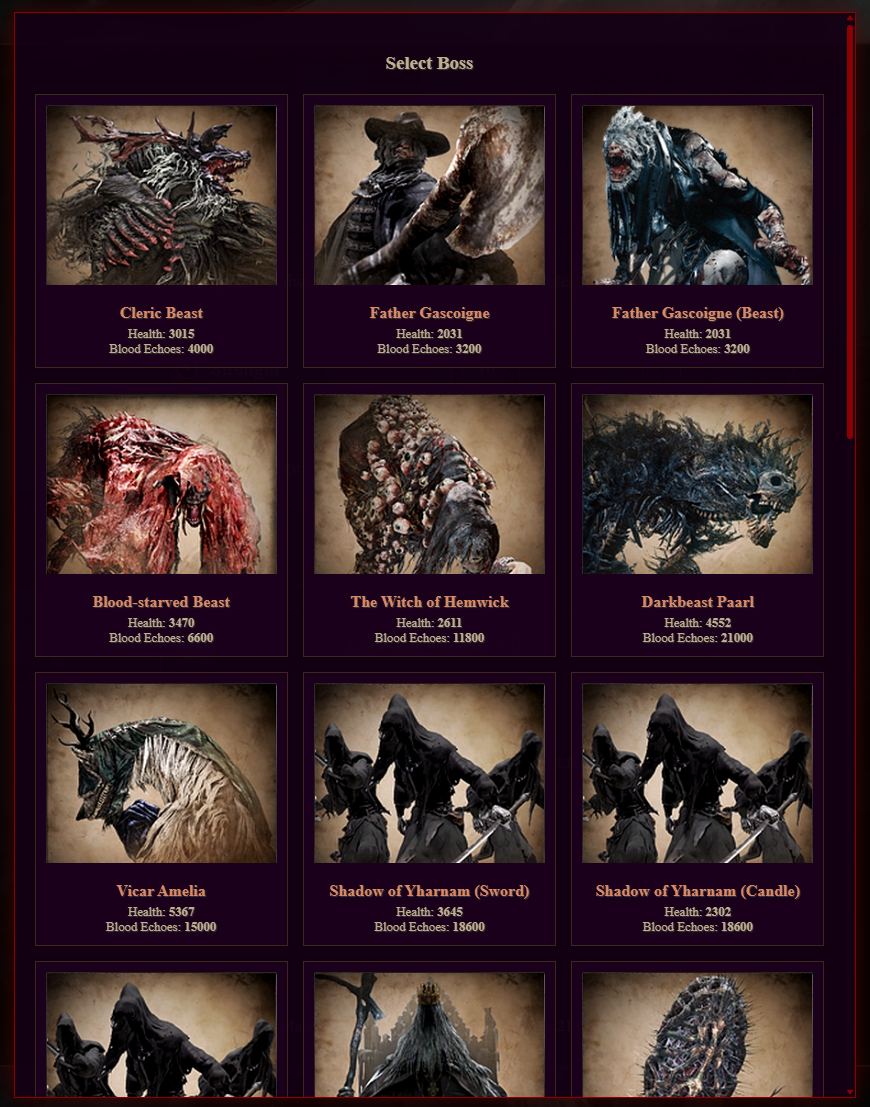 Select Boss
Cleric Beast
Health: 3015
Blood Echoes: 4000
Father Gascoigne
Health: 2031
Blood Echoes: 3200
Father Gascoigne (Beast)
Health: 2031
Blood Echoes: 3200
Blood-starved Beast
Health: 3470
Blood Echoes: 6600
The Witch of Hemwick
Health: 2611
Blood Echoes: 11800
Darkbeast Paarl
Health: 4552
Blood Echoes: 21000
Vicar Amelia
Health: 5367
Blood Echoes: 15000
Shadow of Yharnam (Sword)
Health: 3645
Blood Echoes: 18600
Shadow of Yharnam (Candle)
Health: 2302
Blood Echoes: 18600